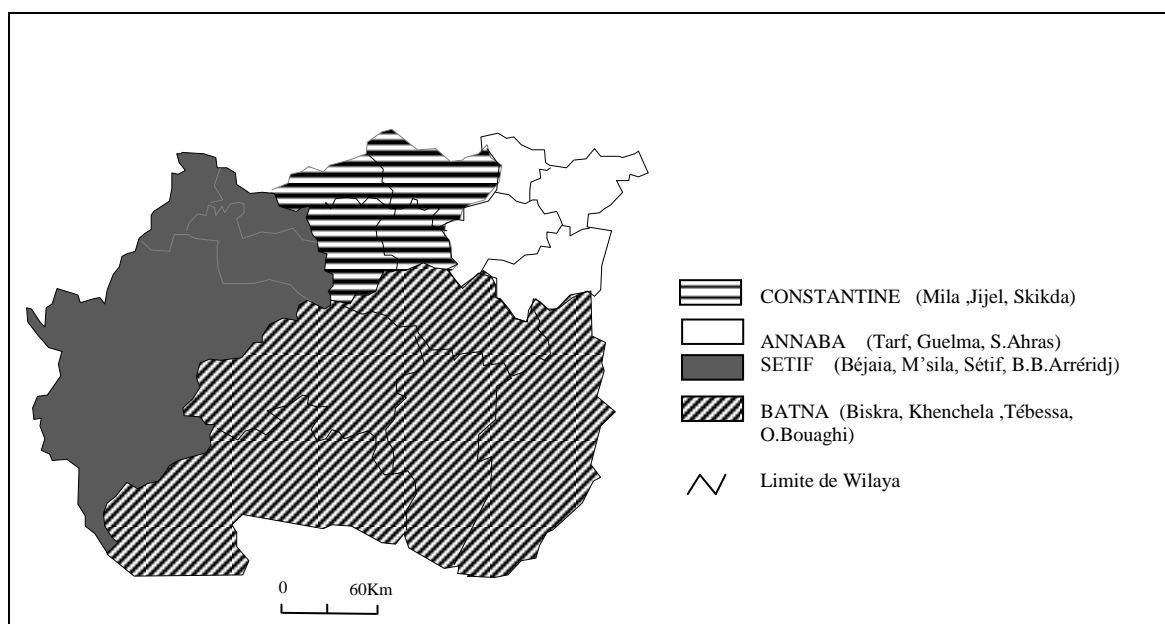 CONSTANTINE (Mila ,Jijel, Skikda)
ANNABA (Tarf, Guelma, S.Ahras)
SETIF (Béjaia, M'sila, Sétif, B.B.Arréridj)
BATNA (Biskra, Khenchela ,Tébessa,
O.Bouaghi)
Limite de Wilaya
0 60Km